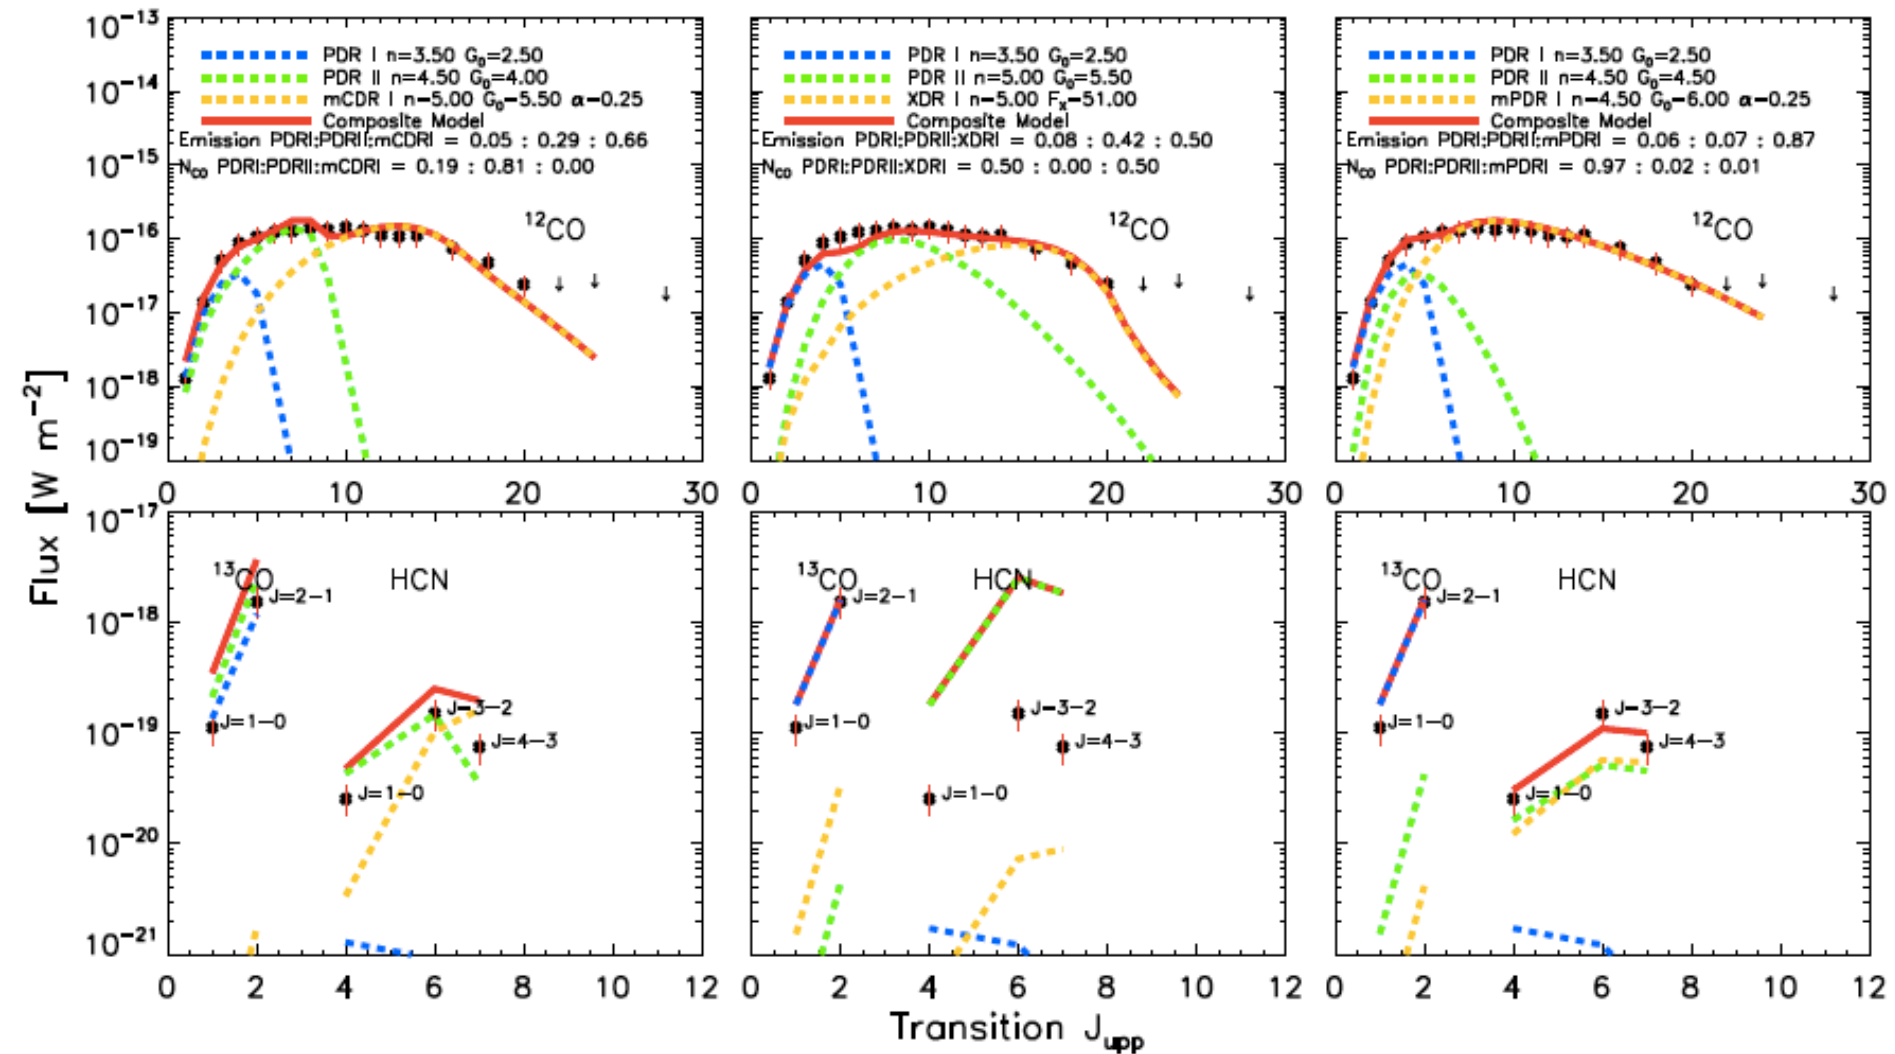 10⁻¹³
10⁻¹⁴
10⁻¹⁵
10⁻¹⁶
10⁻¹⁷
10⁻¹⁸
10⁻¹⁹
PDR I n=3.50 G₀=2.50
PDR II n=4.50 G₀=4.00
mCDR I n-5.00 G₀-5.50 α-0.25
Composite Model
Emission PDRI:PDRII:mCDRI = 0.05 : 0.29 : 0.66
N_CO PDRI:PDRII:mCDRI = 0.19 : 0.81 : 0.00
¹²CO
0 10 20 30
PDR I n=3.50 G₀=2.50
PDR II n=5.00 G₀=5.50
XDR I n-5.00 Fₓ-51.00
Composite Model
Emission PDRI:PDRII:XDRI = 0.08 : 0.42 : 0.50
N_CO PDRI:PDRII:XDRI = 0.50 : 0.00 : 0.50
¹²CO
0 10 20 30
PDR I n=3.50 G₀=2.50
PDR II n=4.50 G₀=4.50
mPDR I n-4.50 G₀-6.00 α-0.25
Composite Model
Emission PDRI:PDRII:mPDRI = 0.06 : 0.07 : 0.87
N_CO PDRI:PDRII:mPDRI = 0.97 : 0.02 : 0.01
¹²CO
0 10 20 30
Flux [W m⁻²]
10⁻¹⁷
10⁻¹⁸
10⁻¹⁹
10⁻²⁰
10⁻²¹
¹³CO HCN
J=2-1
J=1-0
J-3-2
J=4-3
J=1-0
0 2 4 6 8 10 12
¹³CO HCN
J=2-1
J=1-0
J-3-2
J=4-3
J=1-0
0 2 4 6 8 10 12
¹³CO HCN
J=2-1
J=1-0
J-3-2
J=4-3
J=1-0
0 2 4 6 8 10 12
Transition J_upp